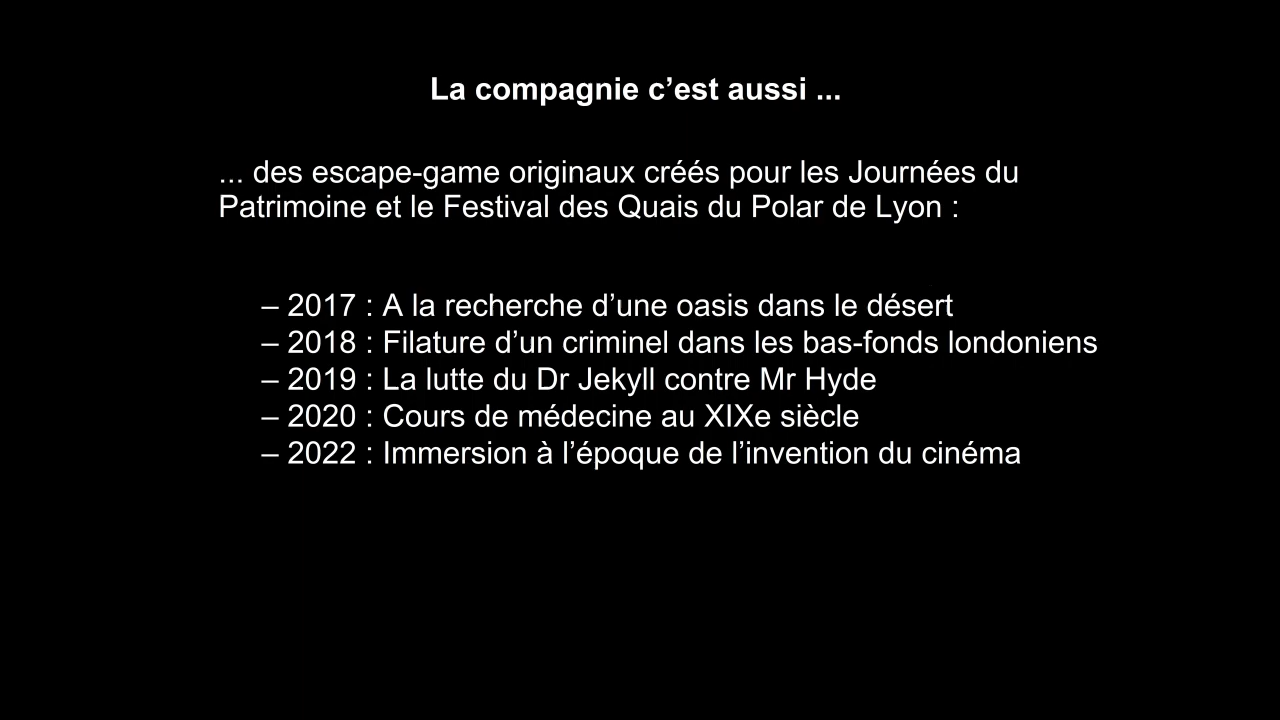 La compagnie c’est aussi ...
... des escape-game originaux créés pour les Journées du
Patrimoine et le Festival des Quais du Polar de Lyon :
– 2017 : A la recherche d’une oasis dans le désert
– 2018 : Filature d’un criminel dans les bas-fonds londoniens
– 2019 : La lutte du Dr Jekyll contre Mr Hyde
– 2020 : Cours de médecine au XIXe siècle
– 2022 : Immersion à l’époque de l’invention du cinéma